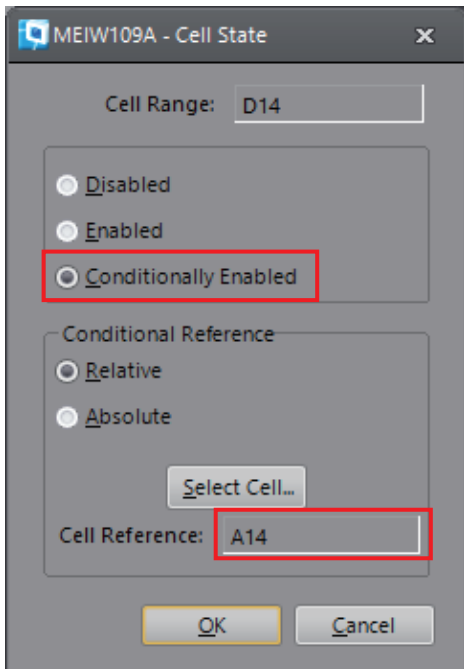 MEIW109A - Cell State
Cell Range: D14
Disabled
Enabled
Conditionally Enabled
Conditional Reference
Relative
Absolute
Select Cell...
Cell Reference: A14
OK Cancel